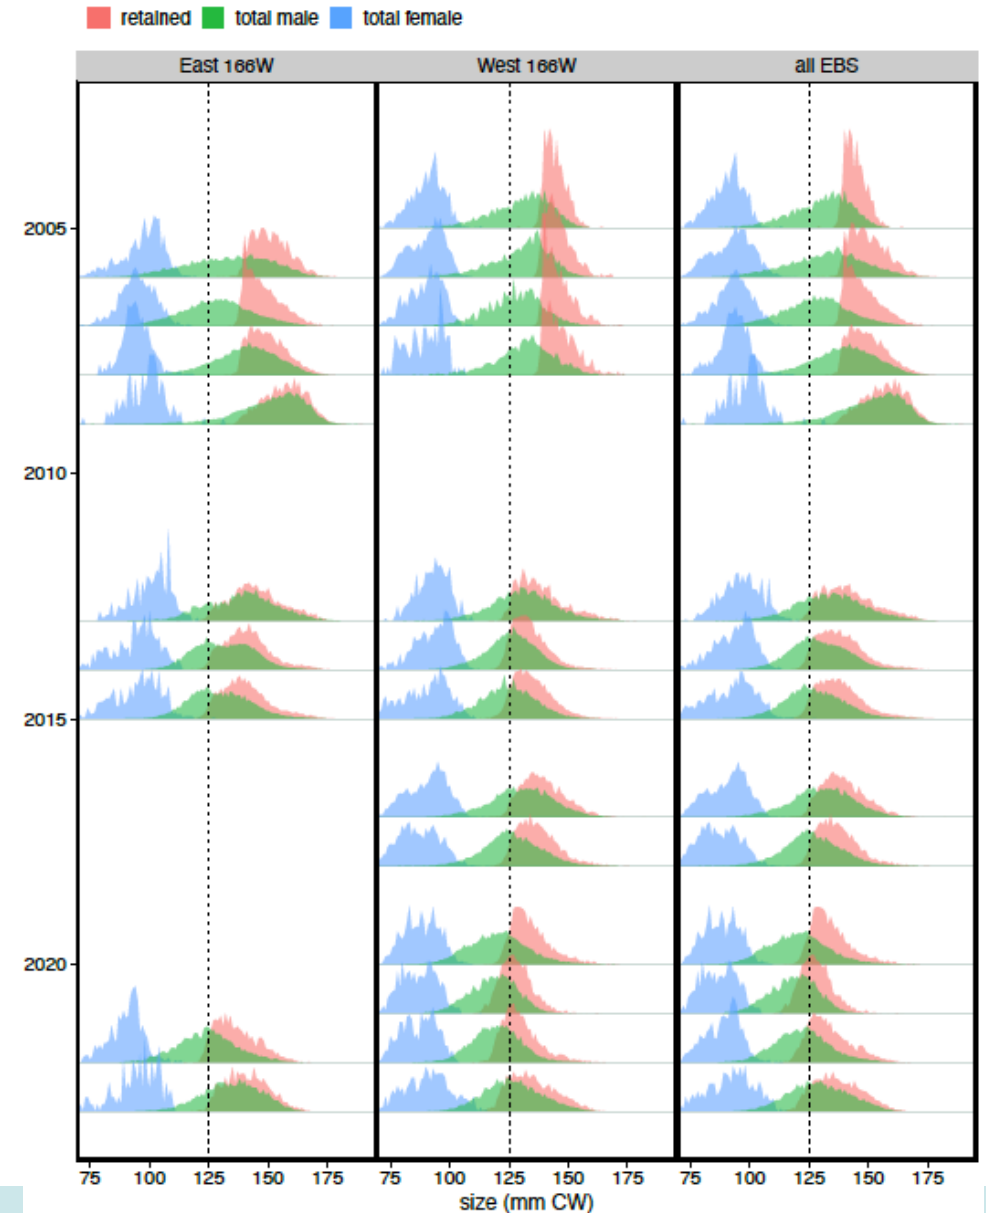 retained total male total female
East 166W West 166W all EBS
2005
2010
2015
2020
75 100 125 150 175 75 100 125 150 175 75 100 125 150 175
size (mm CW)